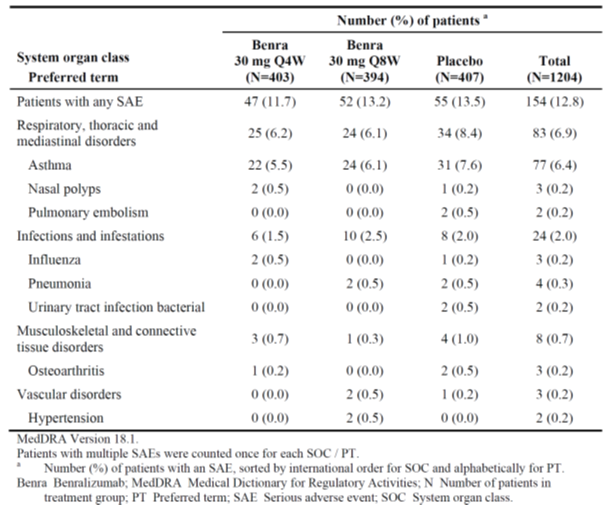 Number (%) of patients a
System organ class
Preferred term
Benra
30 mg Q4W
(N=403)
Benra
30 mg Q8W
(N=394)
Placebo
(N=407)
Total
(N=1204)
Patients with any SAE 47 (11.7) 52 (13.2) 55 (13.5) 154 (12.8)
Respiratory, thoracic and
mediastinal disorders 25 (6.2) 24 (6.1) 34 (8.4) 83 (6.9)
Asthma 22 (5.5) 24 (6.1) 31 (7.6) 77 (6.4)
Nasal polyps 2 (0.5) 0 (0.0) 1 (0.2) 3 (0.2)
Pulmonary embolism 0 (0.0) 0 (0.0) 2 (0.5) 2 (0.2)
Infections and infestations 6 (1.5) 10 (2.5) 8 (2.0) 24 (2.0)
Influenza 2 (0.5) 0 (0.0) 1 (0.2) 3 (0.2)
Pneumonia 0 (0.0) 2 (0.5) 2 (0.5) 4 (0.3)
Urinary tract infection bacterial 0 (0.0) 0 (0.0) 2 (0.5) 2 (0.2)
Musculoskeletal and connective
tissue disorders 3 (0.7) 1 (0.3) 4 (1.0) 8 (0.7)
Osteoarthritis 1 (0.2) 0 (0.0) 2 (0.5) 3 (0.2)
Vascular disorders 0 (0.0) 2 (0.5) 1 (0.2) 3 (0.2)
Hypertension 0 (0.0) 2 (0.5) 0 (0.0) 2 (0.2)
MedDRA Version 18.1.
Patients with multiple SAEs were counted once for each SOC / PT.
a Number (%) of patients with an SAE, sorted by international order for SOC and alphabetically for PT.
Benra Benralizumab; MedDRA Medical Dictionary for Regulatory Activities; N Number of patients in
treatment group; PT Preferred term; SAE Serious adverse event; SOC System organ class.